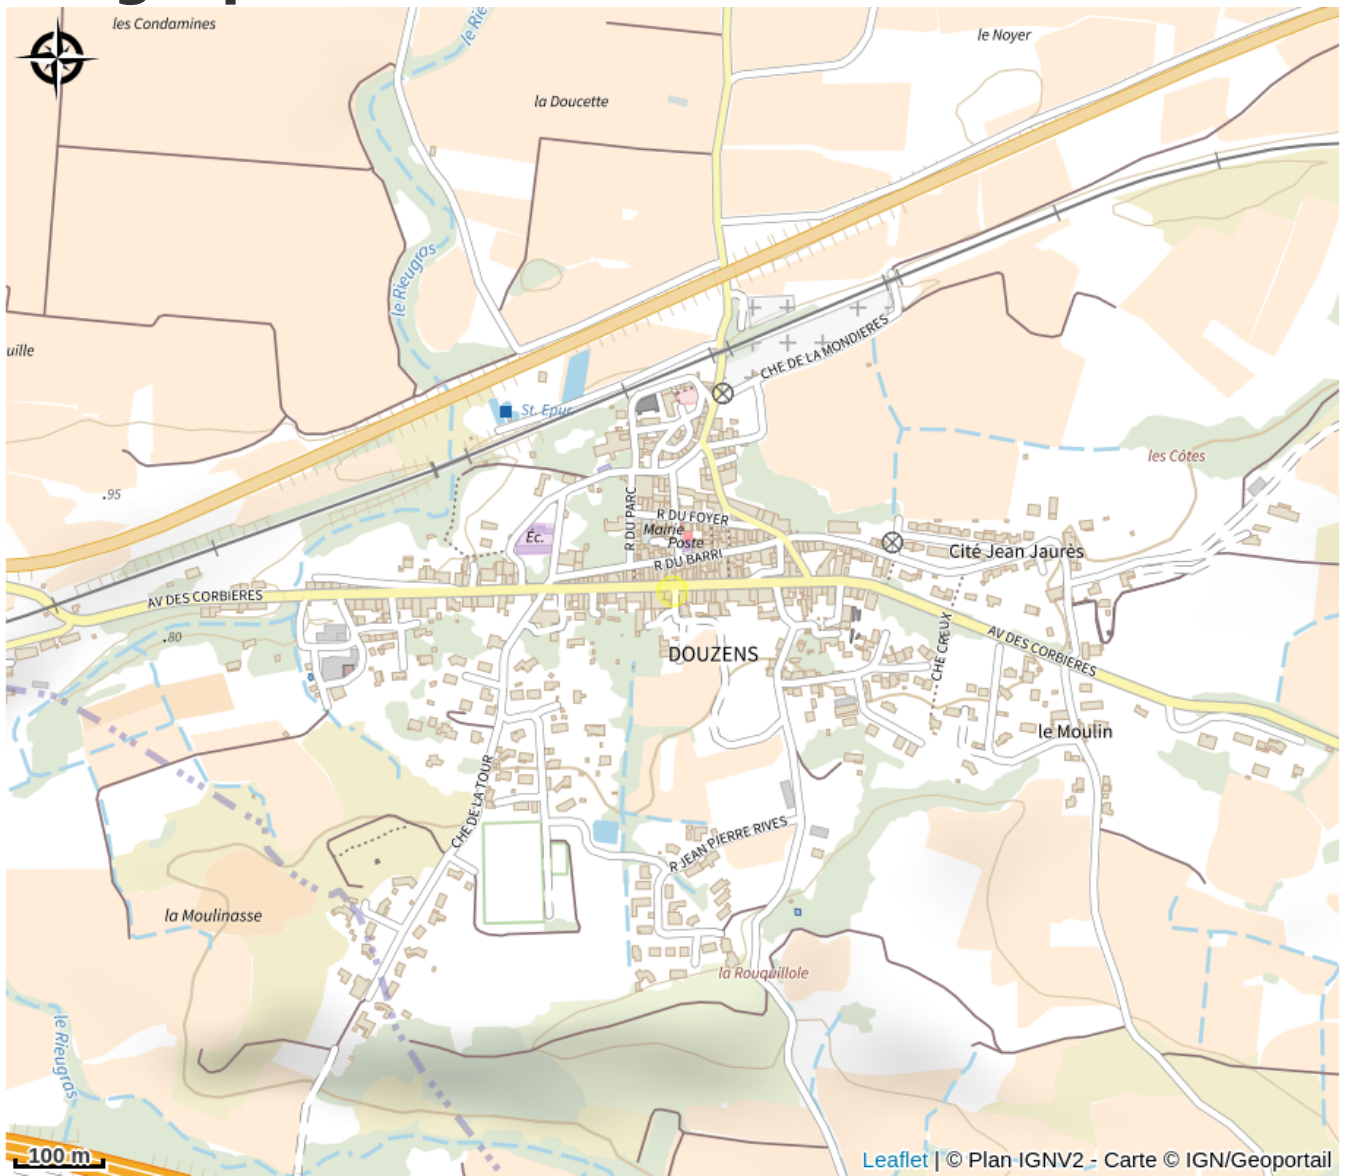 les Condamines
le Rie
le Noyer
la Doucette
le Rieugras
uille
CHE DE LA MONDIERES
St. Epur.
les Côtes
.95
R DU PARC
R DU FOYER
Mairie
Poste
Éc.
R DU BARRI
Cité Jean Jaurès
AV DES CORBIERES
.80
DOUZENS
CHE CREUX
AV DES CORBIERES
le Moulin
CHE DE LA TOUR
R JEAN PIERRE RIVES
la Moulinasse
la Rouquillole
le Rieugras
100 m
Leaflet | © Plan IGNV2 - Carte © IGN/Geoportail